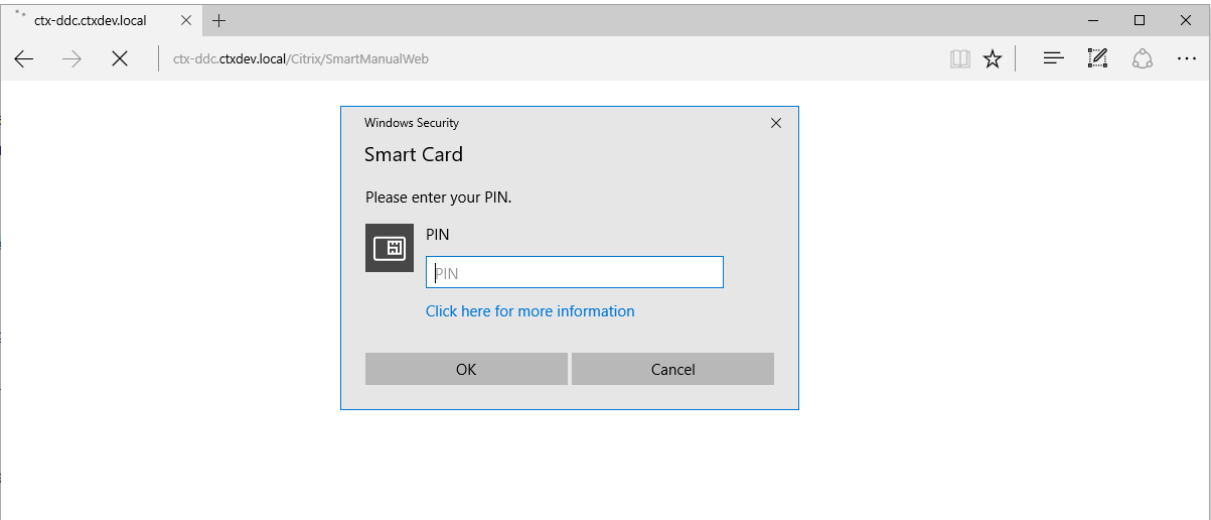 ctx-ddc.ctxdev.local
ctx-ddc.ctxdev.local/Citrix/SmartManualWeb
Windows Security
Smart Card
Please enter your PIN.
PIN
PIN
Click here for more information
OK Cancel